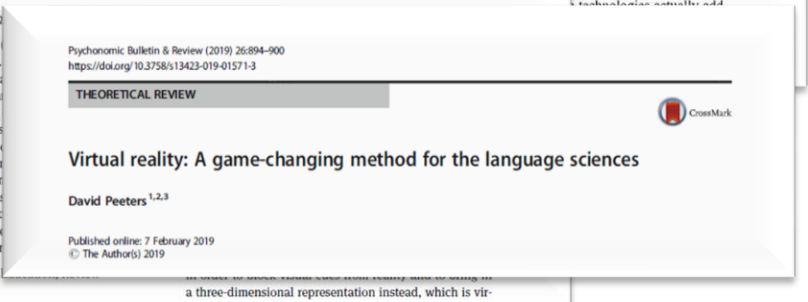 technologies actually add
Psychonomic Bulletin & Review (2019) 26:894–900
https://doi.org/10.3758/s13423-019-01571-3
THEORETICAL REVIEW
CrossMark
Virtual reality: A game-changing method for the language sciences
David Peeters 1,2,3
Published online: 7 February 2019
© The Author(s) 2019
in order to block visual cues from reality and to bring in
a three-dimensional representation instead, which is vir-